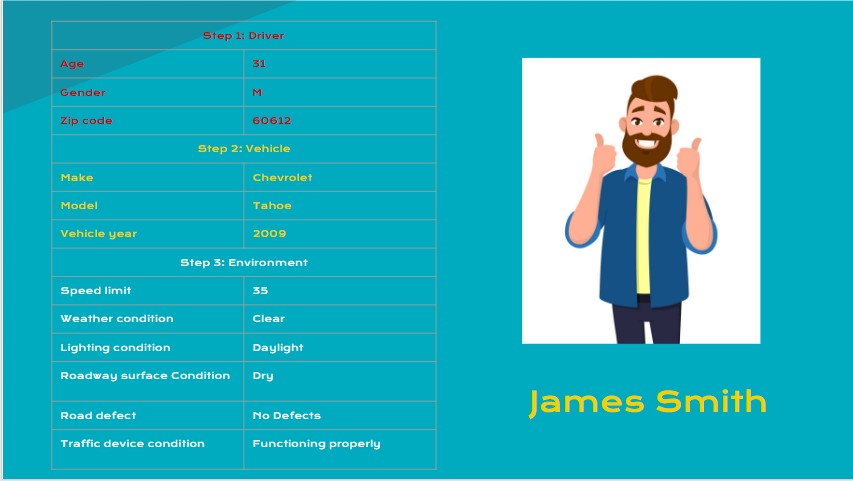 Step 1: Driver
Age 31
Gender M
Zip code 60612
Step 2: Vehicle
Make Chevrolet
Model Tahoe
Vehicle year 2009
Step 3: Environment
Speed limit 35
Weather condition Clear
Lighting condition Daylight
Roadway surface Condition Dry
Road defect No Defects
Traffic device condition Functioning properly
James Smith